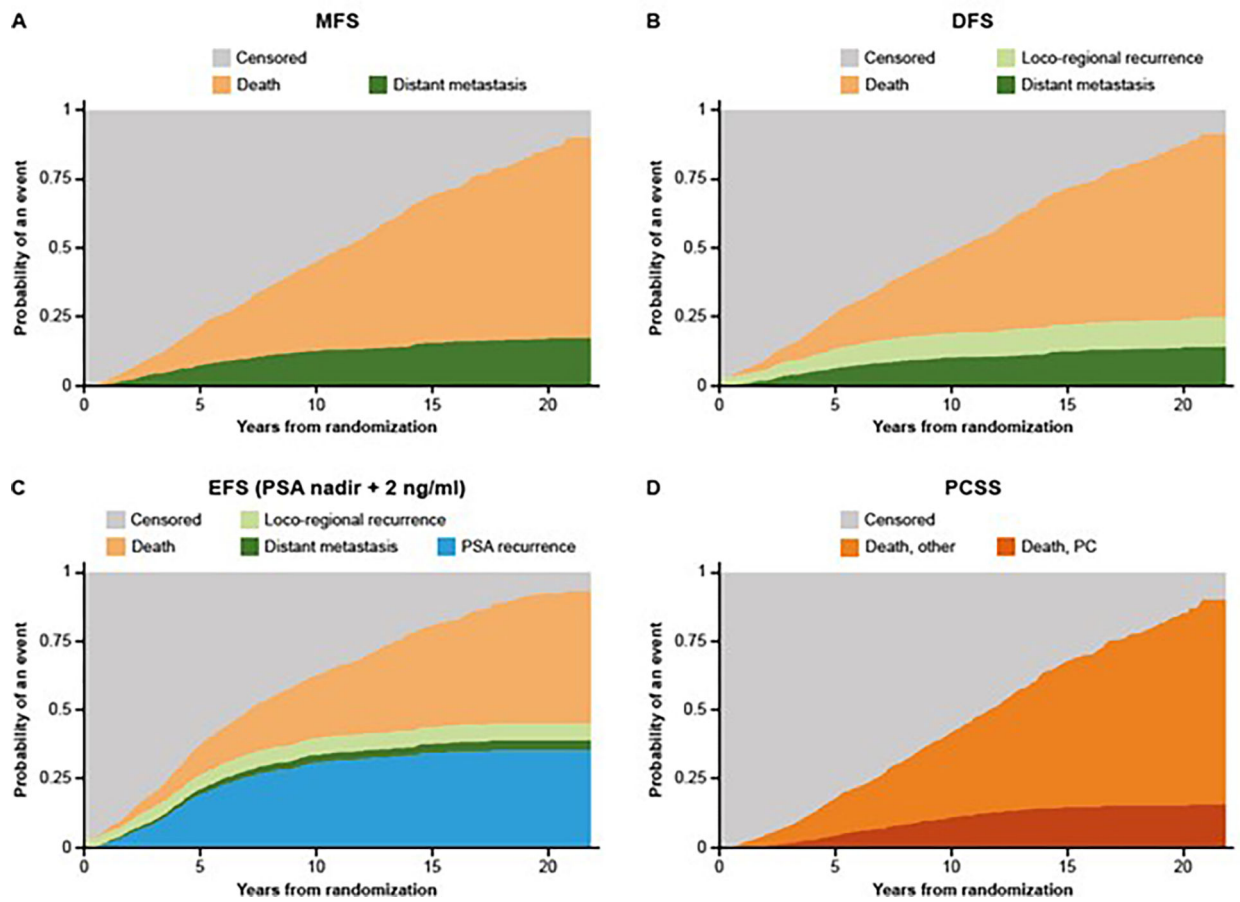 A
MFS
Censored
Death
Distant metastasis
Probability of an event
1
0.75
0.5
0.25
0
0 5 10 15 20
Years from randomization
B
DFS
Censored
Loco-regional recurrence
Death
Distant metastasis
Probability of an event
1
0.75
0.5
0.25
0
0 5 10 15 20
Years from randomization
C
EFS (PSA nadir + 2 ng/ml)
Censored
Loco-regional recurrence
Death
Distant metastasis
PSA recurrence
Probability of an event
1
0.75
0.5
0.25
0
0 5 10 15 20
Years from randomization
D
PCSS
Censored
Death, other
Death, PC
Probability of an event
1
0.75
0.5
0.25
0
0 5 10 15 20
Years from randomization